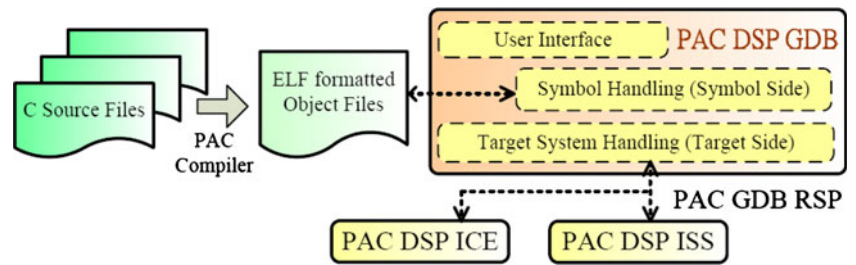 C Source Files
PAC
Compiler
ELF formatted
Object Files
User Interface
PAC DSP GDB
Symbol Handling (Symbol Side)
Target System Handling (Target Side)
PAC GDB RSP
PAC DSP ICE
PAC DSP ISS